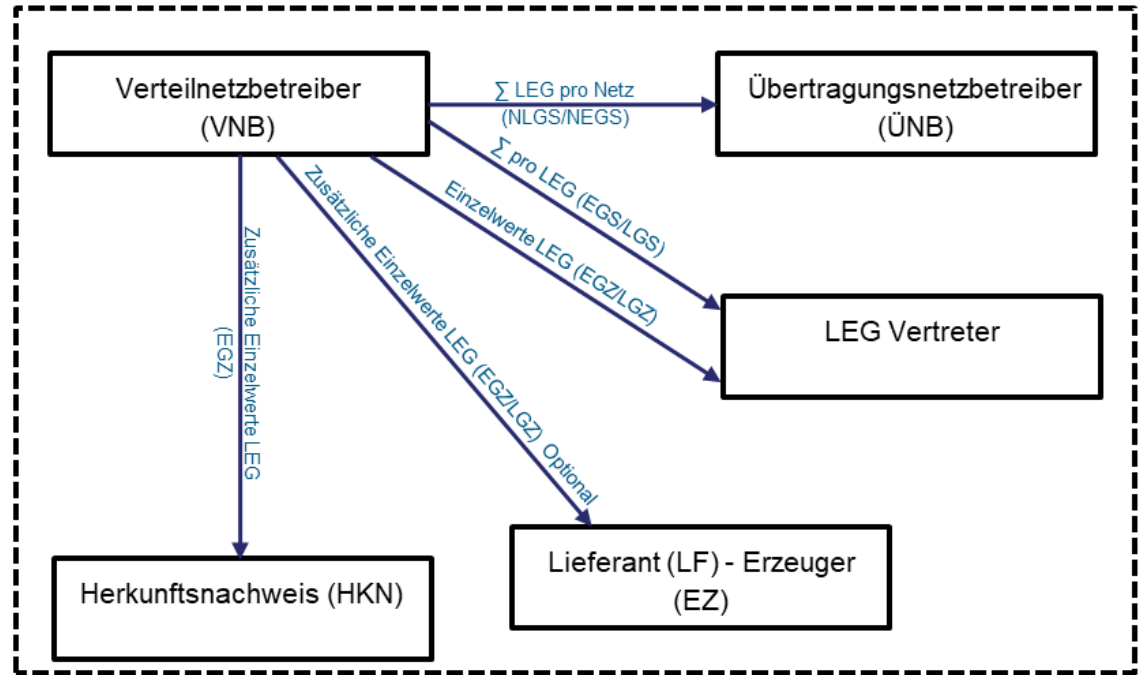 Verteilnetzbetreiber
(VNB)
∑ LEG pro Netz
(NLGS/NEGS)
Übertragungsnetzbetreiber
(ÜNB)
∑ pro LEG (EGS/LGS)
Einzelwerte LEG (EGZ/LGZ)
Zusätzliche Einzelwerte LEG (EGZ/LGZ) Optional
Zusätzliche Einzelwerte LEG
(EGZ)
LEG Vertreter
Lieferant (LF) - Erzeuger
(EZ)
Herkunftsnachweis (HKN)